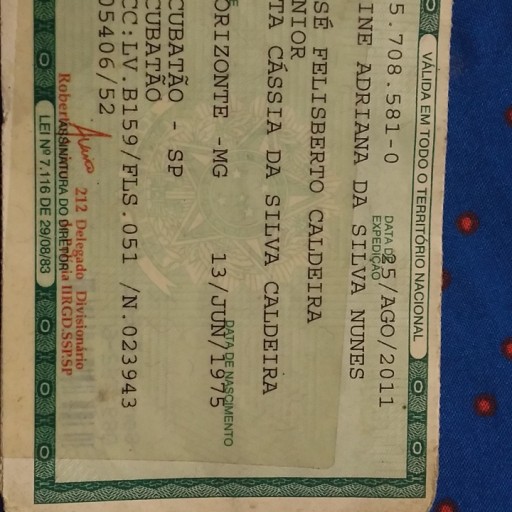 VÁLIDA EM TODO O TERRITÓRIO NACIONAL
5.708.581-0 DATA DE EXPEDIÇÃO 25/AGO/2011
INE ADRIANA DA SILVA NUNES
SÉ FELISBERTO CALDEIRA
NIOR
TA CÁSSIA DA SILVA CALDEIRA
DATA DE NASCIMENTO
ORIZONTE -MG 13/JUN/1975
CUBATÃO - SP
CUBATÃO
CC:LV.B159/FLS.051 /N.023943
05406/52
212 Delegado Divisionário
IIRGD.SSP.SP
ASSINATURA DO DIRETOR
LEI Nº 7.116 DE 29/08/83